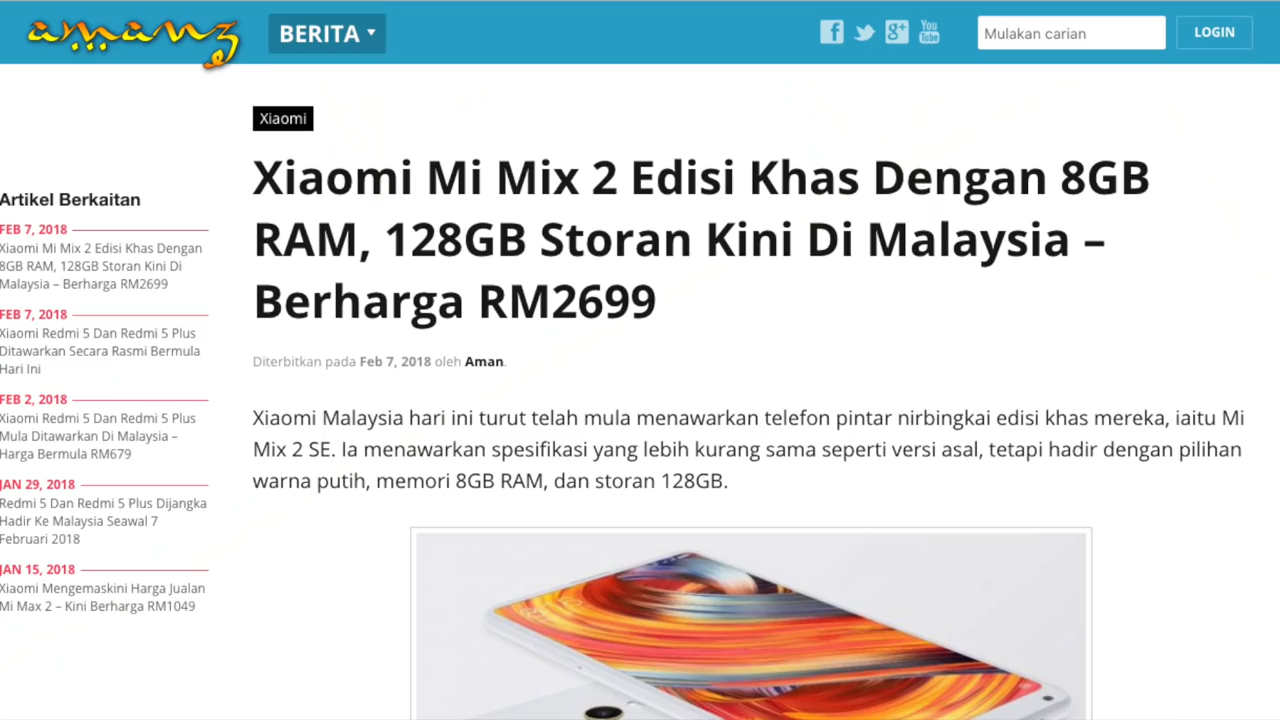 amanz
BERITA
You
Tube
Mulakan carian
LOGIN
Xiaomi
Xiaomi Mi Mix 2 Edisi Khas Dengan 8GB
RAM, 128GB Storan Kini Di Malaysia –
Berharga RM2699
Diterbitkan pada Feb 7, 2018 oleh Aman.
Xiaomi Malaysia hari ini turut telah mula menawarkan telefon pintar nirbingkai edisi khas mereka, iaitu Mi
Mix 2 SE. Ia menawarkan spesifikasi yang lebih kurang sama seperti versi asal, tetapi hadir dengan pilihan
warna putih, memori 8GB RAM, dan storan 128GB.
Artikel Berkaitan
FEB 7, 2018
Xiaomi Mi Mix 2 Edisi Khas Dengan
8GB RAM, 128GB Storan Kini Di
Malaysia – Berharga RM2699
FEB 7, 2018
Xiaomi Redmi 5 Dan Redmi 5 Plus
Ditawarkan Secara Rasmi Bermula
Hari Ini
FEB 2, 2018
Xiaomi Redmi 5 Dan Redmi 5 Plus
Mula Ditawarkan Di Malaysia –
Harga Bermula RM679
JAN 29, 2018
Redmi 5 Dan Redmi 5 Plus Dijangka
Hadir Ke Malaysia Seawal 7
Februari 2018
JAN 15, 2018
Xiaomi Mengemaskini Harga Jualan
Mi Max 2 – Kini Berharga RM1049